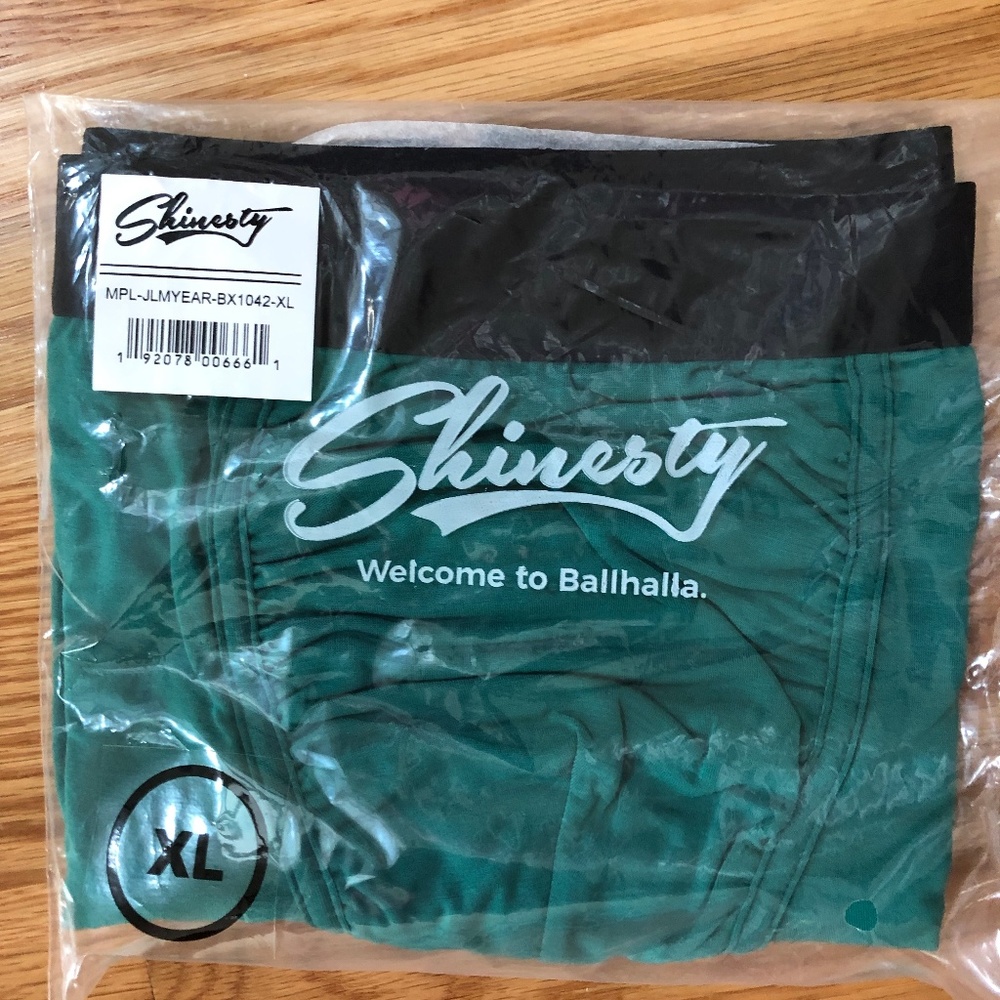 Shinesty
MPL-JLMYEAR-BX1042-XL
1 92078 00666 1
Shinesty
Welcome to Ballhalla.
XL